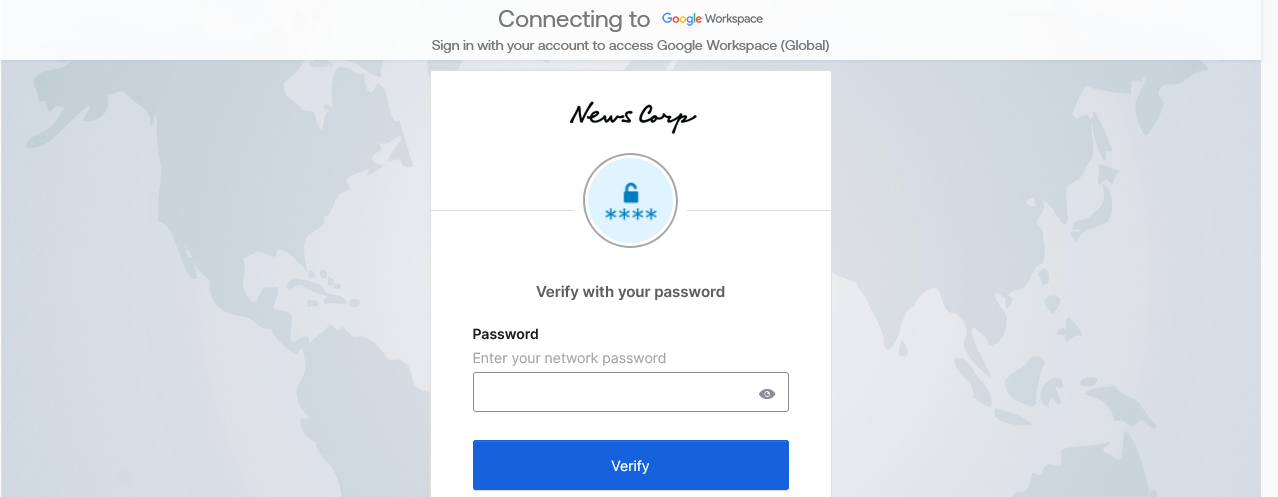 Connecting to Google Workspace
Sign in with your account to access Google Workspace (Global)
News Corp
****
Verify with your password
Password
Enter your network password
Verify